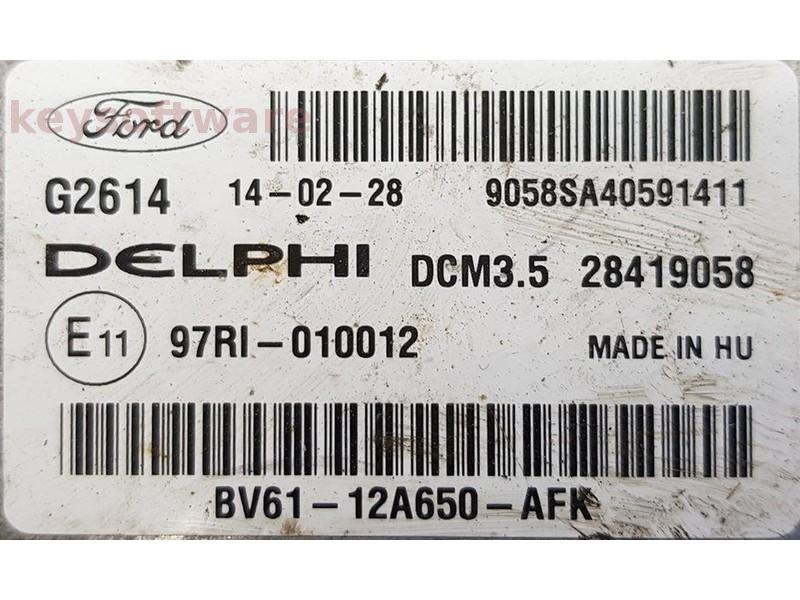 keysoftware
Ford
G2614 14-02-28 9058SA40591411
DELPHI DCM3.5 28419058
E11 97RI-010012 MADE IN HU
BV61-12A650-AFK